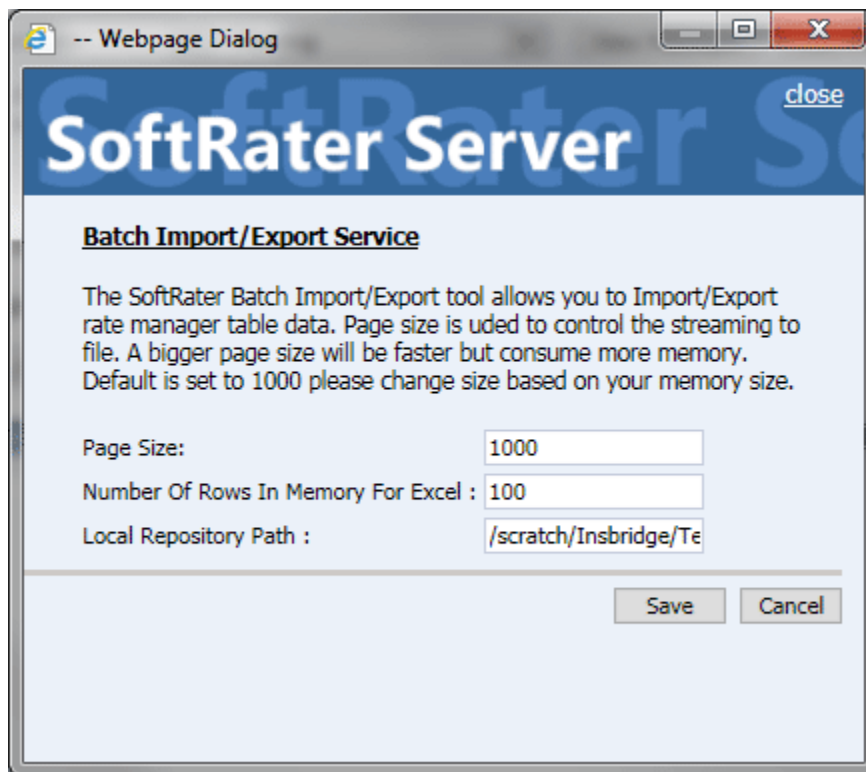 -- Webpage Dialog
close
SoftRater Server
Batch Import/Export Service
The SoftRater Batch Import/Export tool allows you to Import/Export
rate manager table data. Page size is uded to control the streaming to
file. A bigger page size will be faster but consume more memory.
Default is set to 1000 please change size based on your memory size.
Page Size: 1000
Number Of Rows In Memory For Excel : 100
Local Repository Path : /scratch/Insbridge/Te
Save Cancel